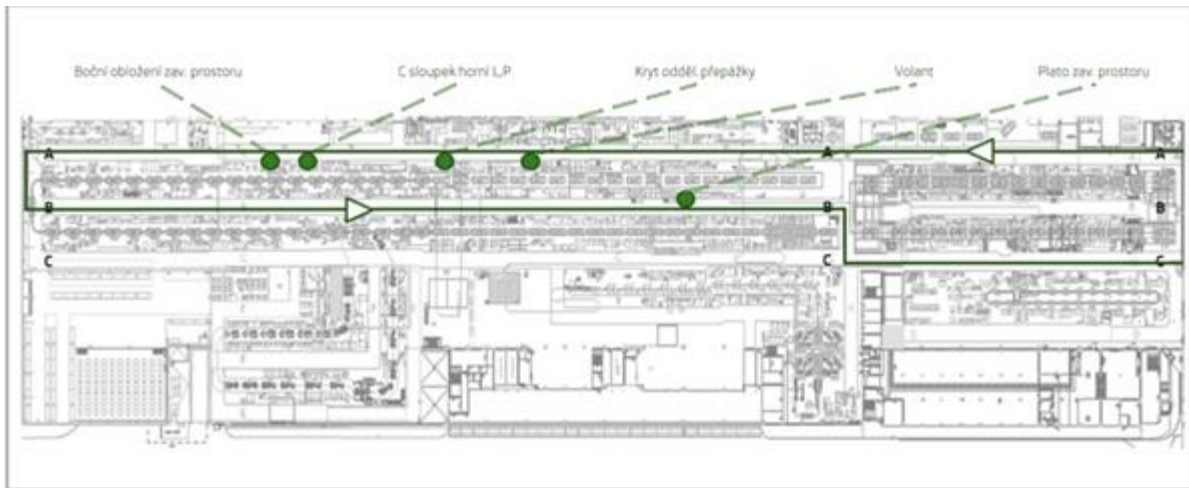 Boční obložení zav. prostoru
C sloupek horní L,P
Kryt odděl. přepážky
Volant
Plato zav. prostoru
A
A
A
B
B
B
C
C
C